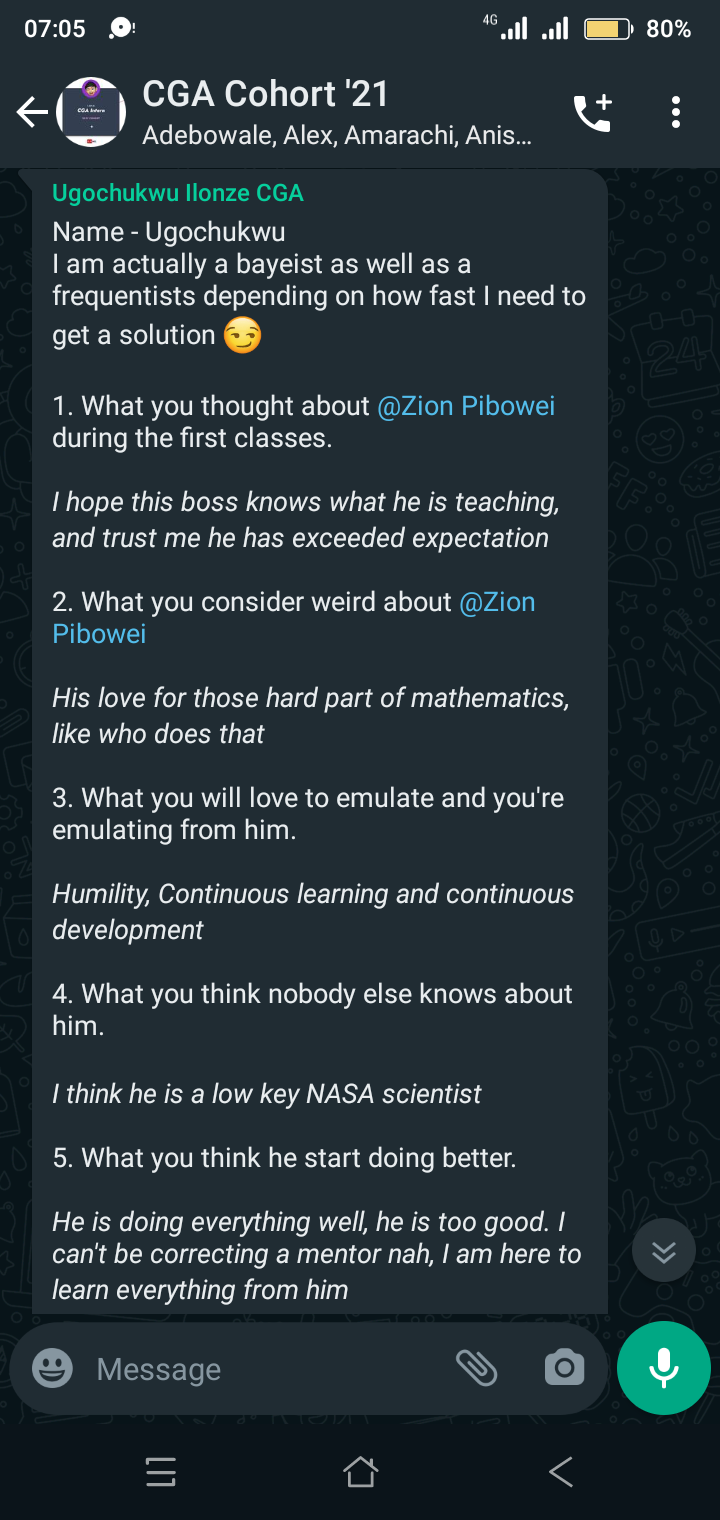 07:05
4G
80%
CGA Cohort '21
Adebowale, Alex, Amarachi, Anis...
Ugochukwu Ilonze CGA
Name - Ugochukwu
I am actually a bayeist as well as a
frequentists depending on how fast I need to
get a solution 😏
1. What you thought about @Zion Pibowei
during the first classes.
I hope this boss knows what he is teaching,
and trust me he has exceeded expectation
2. What you consider weird about @Zion
Pibowei
His love for those hard part of mathematics,
like who does that
3. What you will love to emulate and you're
emulating from him.
Humility, Continuous learning and continuous
development
4. What you think nobody else knows about
him.
I think he is a low key NASA scientist
5. What you think he start doing better.
He is doing everything well, he is too good. I
can't be correcting a mentor nah, I am here to
learn everything from him
Message